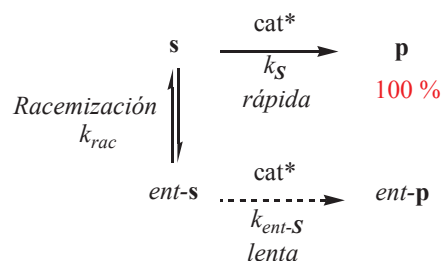 s cat* p
k_S
Racemización rápida 100 %
k_rac
ent-s cat* ent-p
k_ent-S
lenta